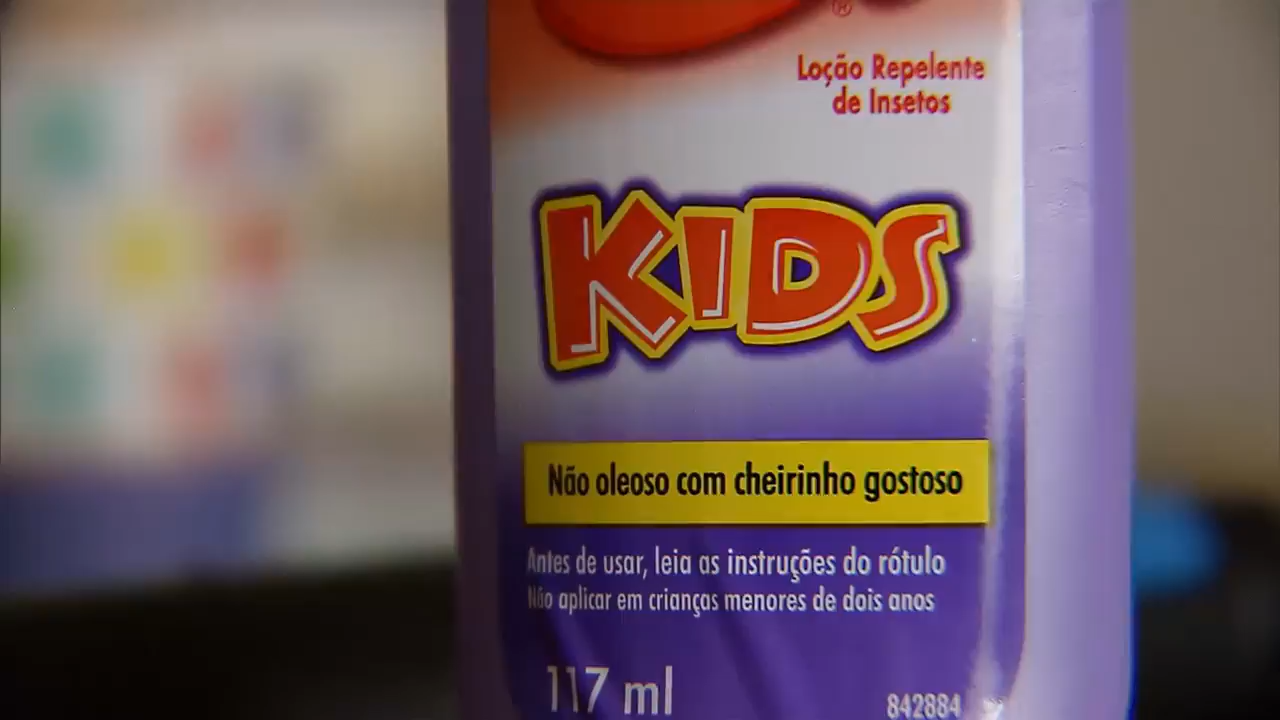 ®
Loção Repelente
de Insetos
KIDS
Não oleoso com cheirinho gostoso
Antes de usar, leia as instruções do rótulo
Não aplicar em crianças menores de dois anos
117 ml
842884